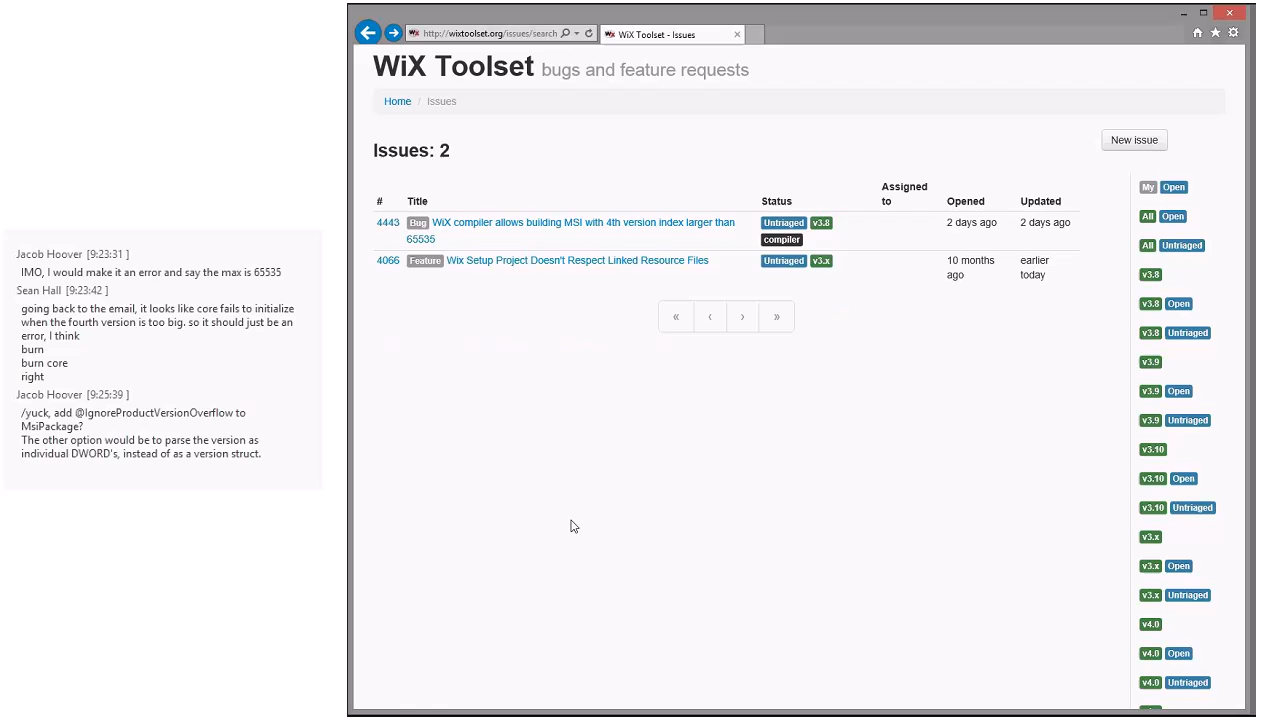 Jacob Hoover [9:23:31 ]
IMO, I would make it an error and say the max is 65535
Sean Hall [9:23:42 ]
going back to the email, it looks like core fails to initialize
when the fourth version is too big. so it should just be an
error, I think
burn
burn core
right
Jacob Hoover [9:25:39 ]
/yuck, add @IgnoreProductVersionOverflow to
MsiPackage?
The other option would be to parse the version as
individual DWORD's, instead of as a version struct.
http://wixtoolset.org/issues/search
WiX Toolset - Issues
WiX Toolset bugs and feature requests
Home / Issues
Issues: 2
New issue
# Title Status Assigned to Opened Updated
4443 Bug WiX compiler allows building MSI with 4th version index larger than Untriaged v3.8 2 days ago 2 days ago
65535 compiler
4066 Feature Wix Setup Project Doesn't Respect Linked Resource Files Untriaged v3.x 10 months earlier
ago today
« ‹ › »
My Open
All Open
All Untriaged
v3.8
v3.8 Open
v3.8 Untriaged
v3.9
v3.9 Open
v3.9 Untriaged
v3.10
v3.10 Open
v3.10 Untriaged
v3.x
v3.x Open
v3.x Untriaged
v4.0
v4.0 Open
v4.0 Untriaged